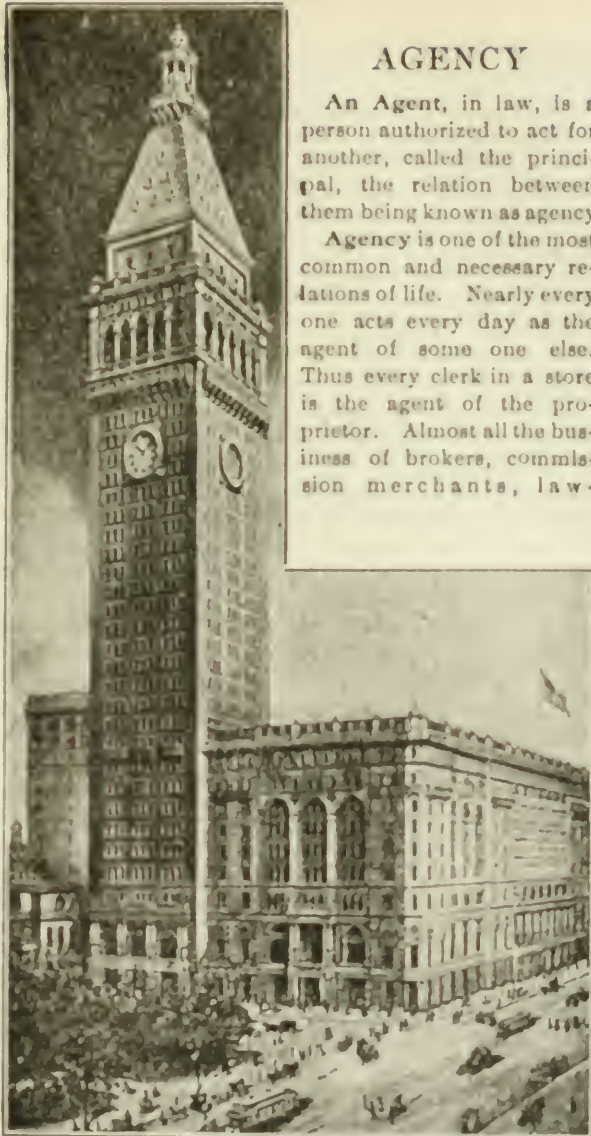 AGENCY
An Agent, in law, is a
person authorized to act for
another, called the princi-
pal, the relation between
them being known as agency
Agency is one of the most
common and necessary re-
lations of life. Nearly every
one acts every day as the
agent of some one else.
Thus every clerk in a store
is the agent of the pro-
prietor. Almost all the bus-
iness of brokers, commis-
sion merchants, law-